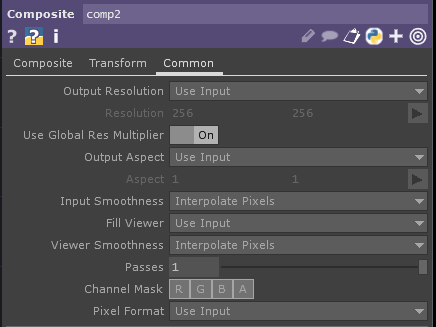 Composite comp2
? ? i
Composite Transform Common
Output Resolution Use Input
Resolution 256 256
Use Global Res Multiplier On
Output Aspect Use Input
Aspect 1 1
Input Smoothness Interpolate Pixels
Fill Viewer Use Input
Viewer Smoothness Interpolate Pixels
Passes 1
Channel Mask R G B A
Pixel Format Use Input